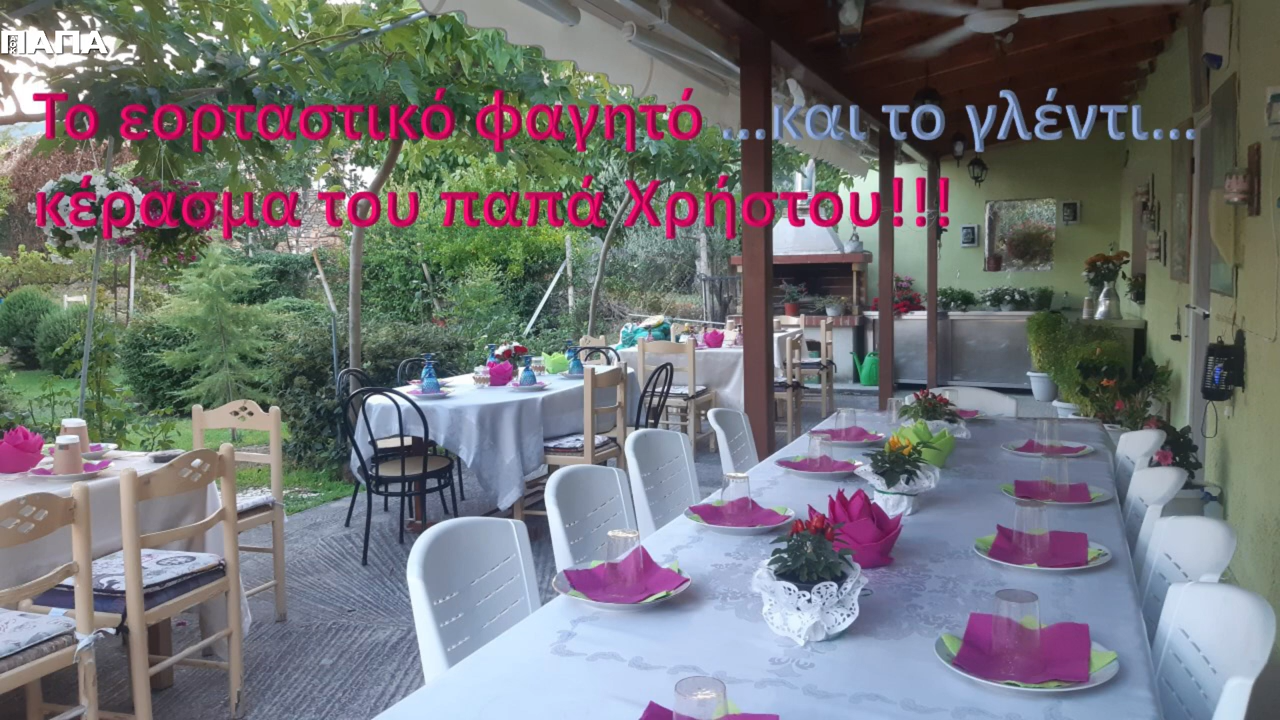 ΠΑΠΑ
Το εορταστικό φαγητό ...και το γλέντι...
κέρασμα του παπά Χρήστου!!!